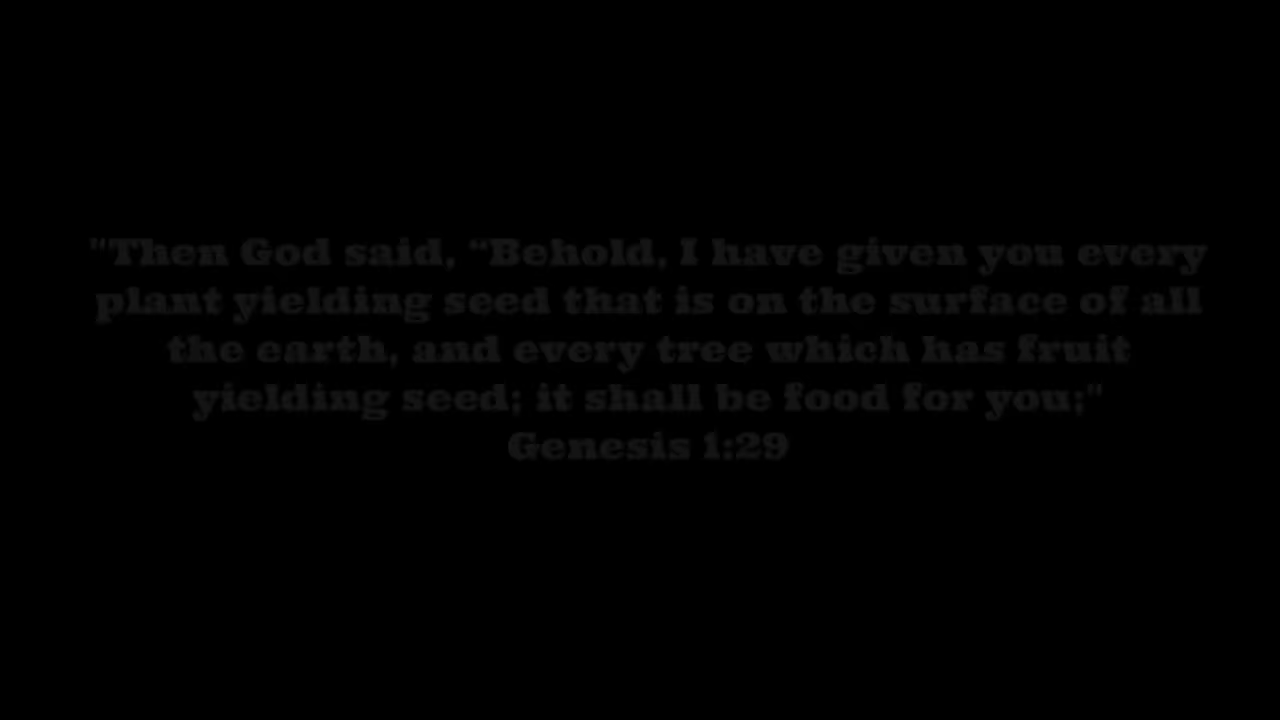 "Then God said, “Behold, I have given you every
plant yielding seed that is on the surface of all
the earth, and every tree which has fruit
yielding seed; it shall be food for you;"
Genesis 1:29